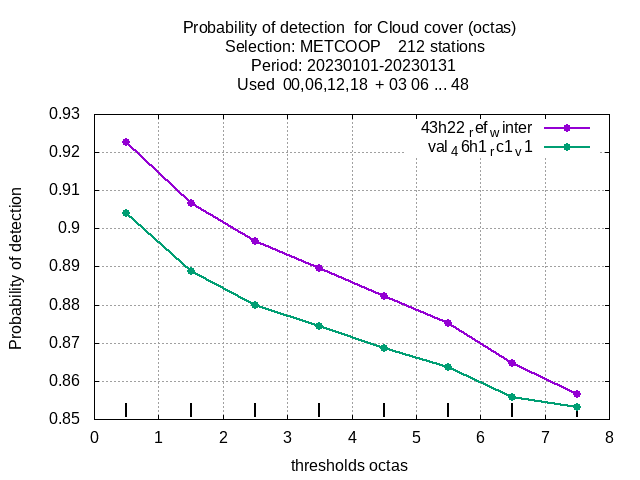 Probability of detection  for Cloud cover (octas)
Selection: METCOOP    212 stations
Period: 20230101-20230131
Used  00,06,12,18  + 03 06 ... 48
43h22 ref winter
val 4 6h1 r c1 v 1
0.93
0.92
0.91
0.9
0.89
0.88
0.87
0.86
0.85
Probability of detection
0 1 2 3 4 5 6 7 8
thresholds octas